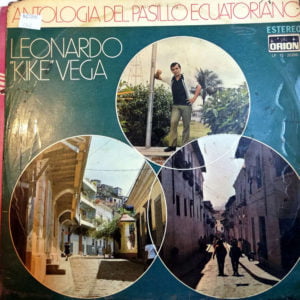 ANTOLOGIA DEL PASILLO ECUATORIANO
LEONARDO
"KIKE" VEGA
ESTEREO
ORION